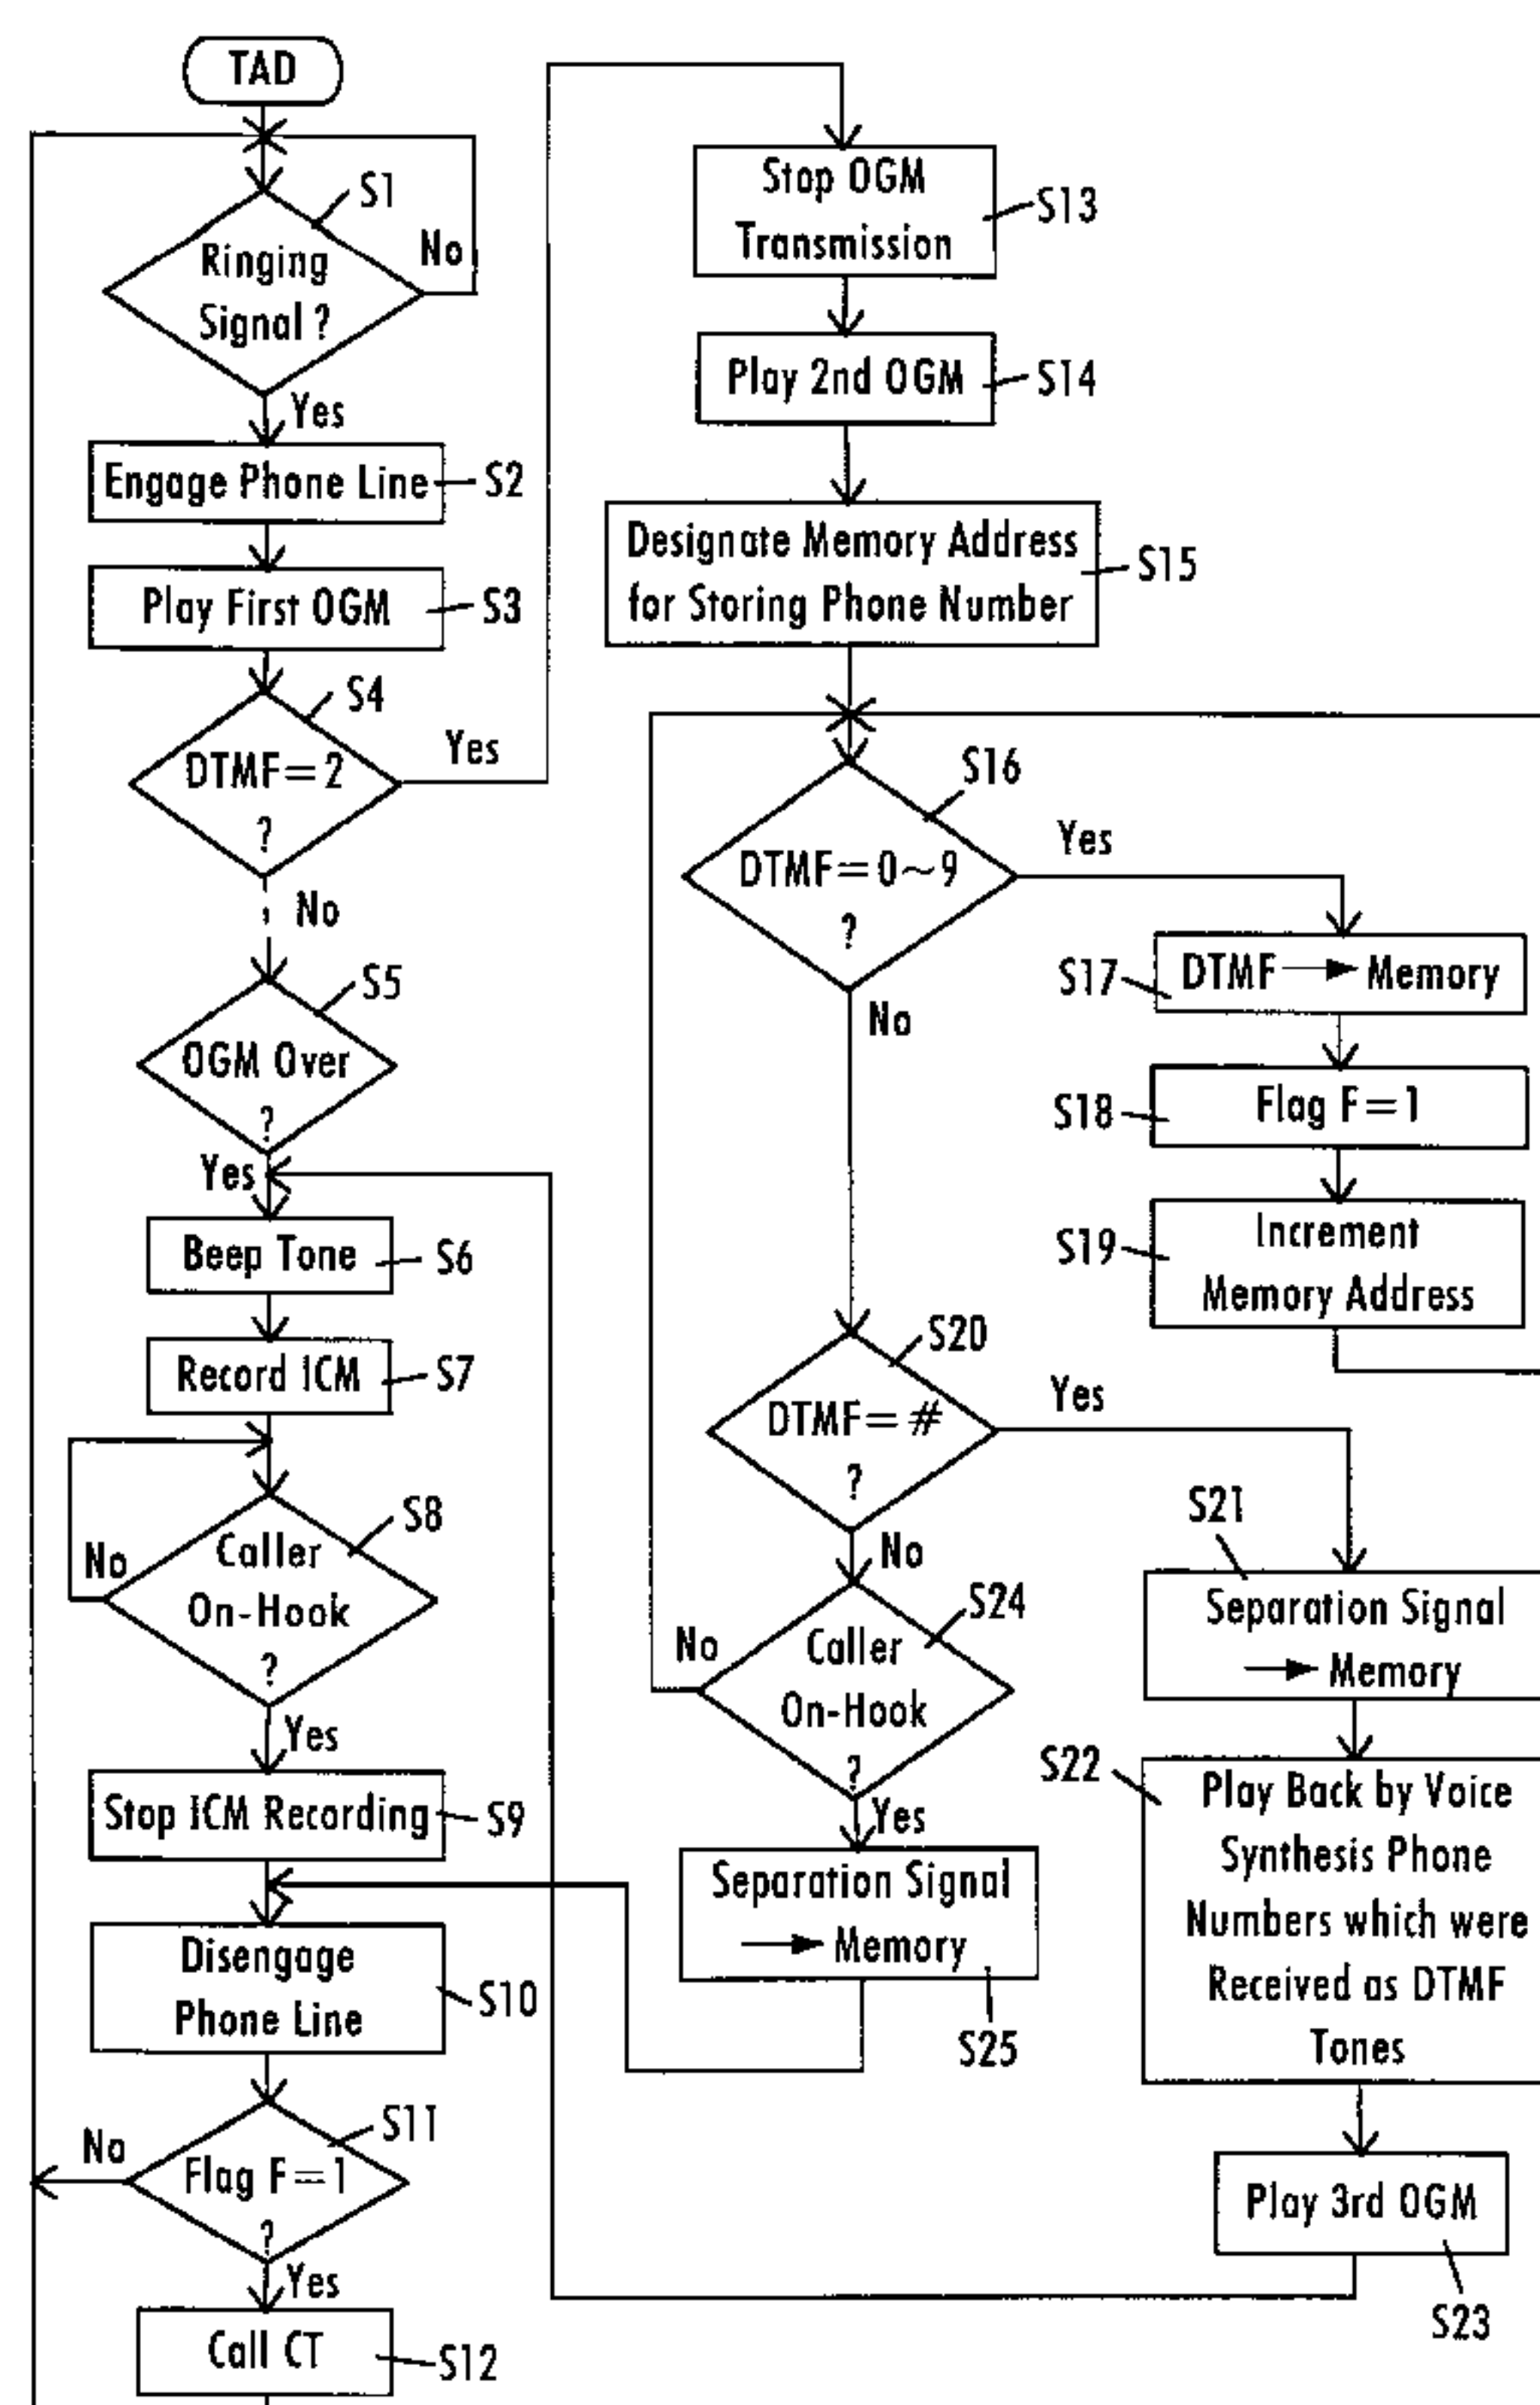 TAD
S1
Ringing
Signal ?
No
Yes
Engage Phone Line
S2
Play First OGM
S3
S4
DTMF=2
?
Yes
No
S5
OGM Over
?
Yes
Beep Tone
S6
Record ICM
S7
S8
Caller
On-Hook
?
No
Yes
Stop ICM Recording
S9
Disengage
Phone Line
S10
S11
Flag F=1
?
No
Yes
Call CT
S12
Stop OGM
Transmission
S13
Play 2nd OGM
S14
Designate Memory Address
for Storing Phone Number
S15
S16
DTMF=0~9
?
Yes
No
S17
DTMF → Memory
S18
Flag F=1
S19
Increment
Memory Address
S20
DTMF=#
?
Yes
No
S21
Separation Signal
→ Memory
S22
Play Back by Voice
Synthesis Phone
Numbers which were
Received as DTMF
Tones
Play 3rd OGM
S23
S24
Caller
On-Hook
?
No
Yes
Separation Signal
→ Memory
S25